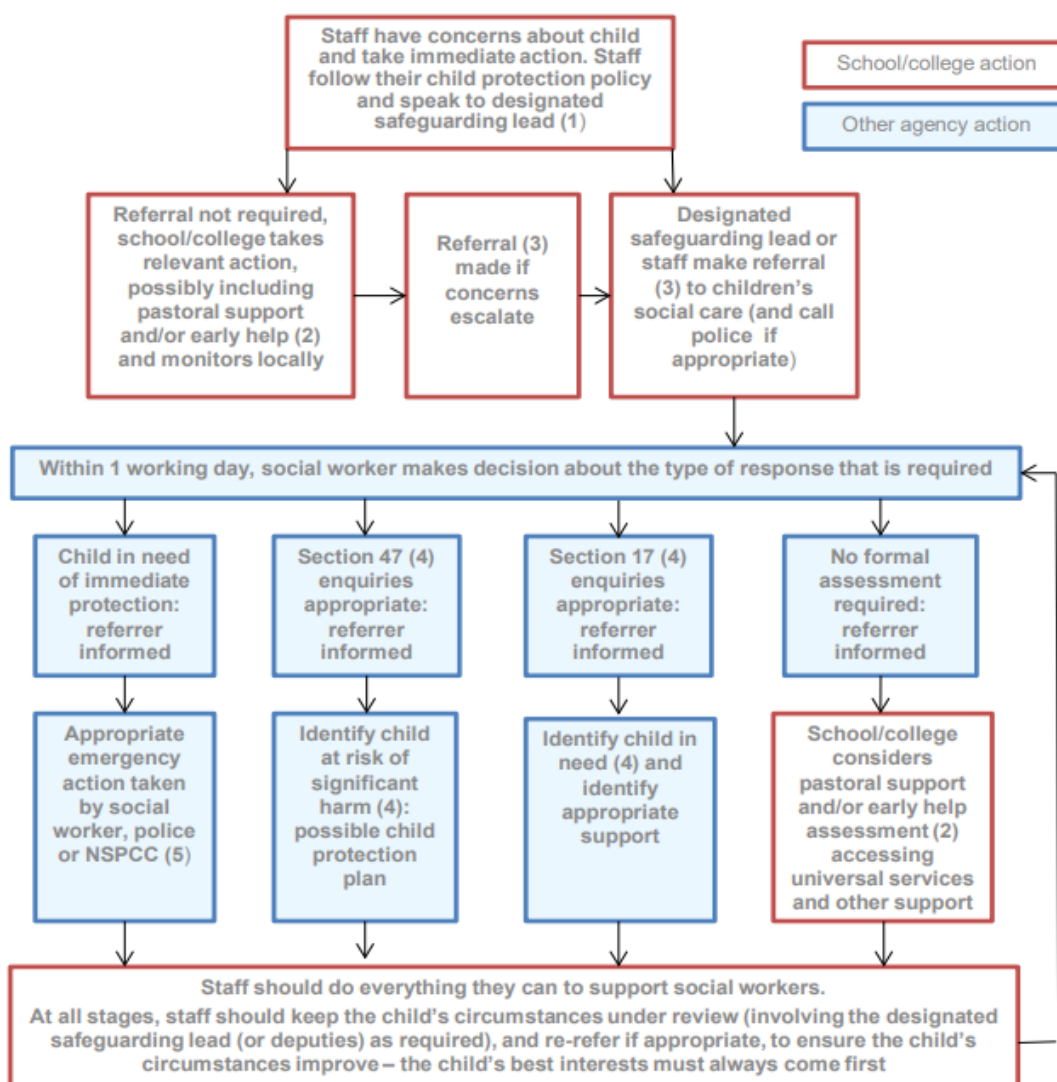 Staff have concerns about child
and take immediate action. Staff
follow their child protection policy
and speak to designated
safeguarding lead (1)
School/college action
Other agency action
Referral not required,
school/college takes
relevant action,
possibly including
pastoral support
and/or early help (2)
and monitors locally
Referral (3)
made if
concerns
escalate
Designated
safeguarding lead or
staff make referral
(3) to children’s
social care (and call
police if
appropriate)
Within 1 working day, social worker makes decision about the type of response that is required
Child in need
of immediate
protection:
referrer
informed
Section 47 (4)
enquiries
appropriate:
referrer
informed
Section 17 (4)
enquiries
appropriate:
referrer
informed
No formal
assessment
required:
referrer
informed
Appropriate
emergency
action taken
by social
worker, police
or NSPCC (5)
Identify child
at risk of
significant
harm (4):
possible child
protection
plan
Identify child in
need (4) and
identify
appropriate
support
School/college
considers
pastoral support
and/or early help
assessment (2)
accessing
universal services
and other support
Staff should do everything they can to support social workers.
At all stages, staff should keep the child’s circumstances under review (involving the designated
safeguarding lead (or deputies) as required), and re-refer if appropriate, to ensure the child’s
circumstances improve – the child’s best interests must always come first